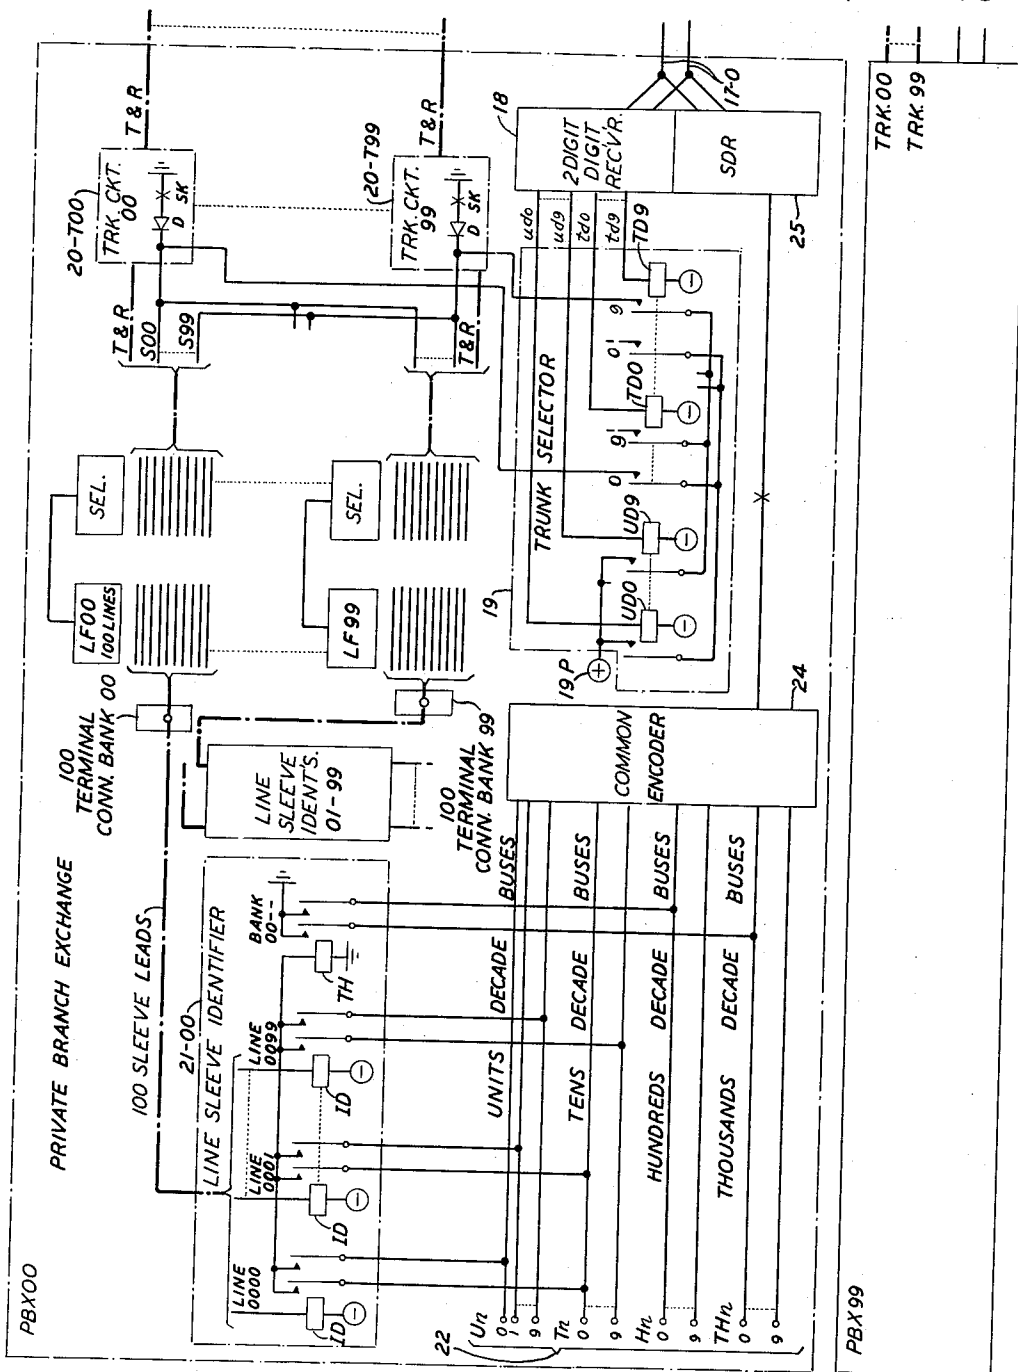 PBX00
PRIVATE BRANCH EXCHANGE
100 SLEEVE LEADS
100
TERMINAL
CONN. BANK 00
LF00
100 LINES
SEL.
T & R
S00
S99
20-T00
TRK. CKT.
00
D
SK
T & R
LF99
SEL.
T & R
20-T99
TRK. CKT.
99
D
SK
T & R
100
TERMINAL
CONN. BANK 99
LINE
SLEEVE
IDENT'S.
01-99
21-00
LINE SLEEVE IDENTIFIER
LINE
0000
ID
LINE
0001
ID
LINE
0099
ID
TH
BANK
00--
22
Un
0
1
9
Tn
0
9
Hn
0
9
THn
0
9
UNITS DECADE BUSES
TENS DECADE BUSES
HUNDREDS DECADE BUSES
THOUSANDS DECADE BUSES
COMMON
ENCODER
24
19
TRUNK SELECTOR
19P
UD0
UD9
0
9
TD0
0
9
TD9
ud0
ud9
td0
td9
18
2 DIGIT
DIGIT
REC'VR.
SDR
25
17-0
PBX99
TRK. 00
TRK. 99